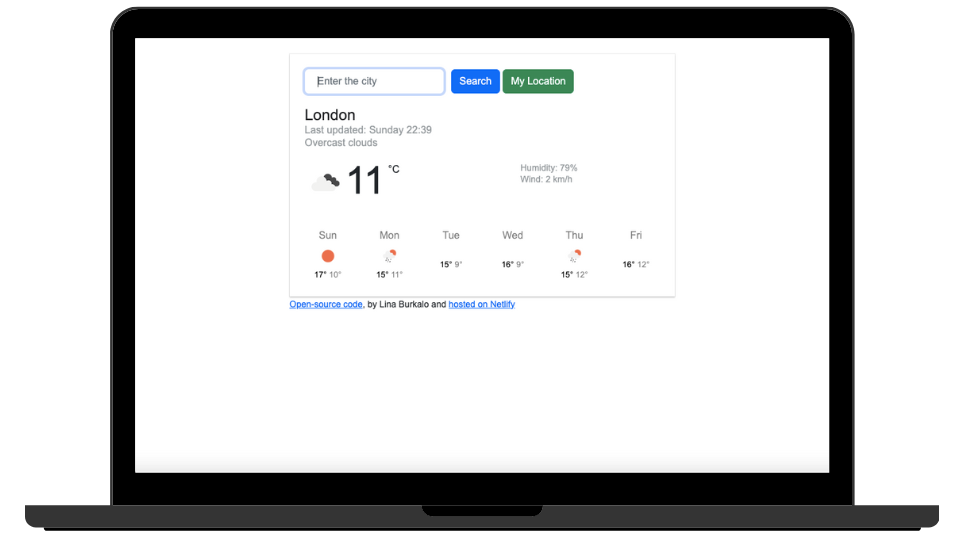 Enter the city
Search
My Location
London
Last updated: Sunday 22:39
Overcast clouds
11 °C
Humidity: 79%
Wind: 2 km/h
Sun Mon Tue Wed Thu Fri
17° 10° 15° 11° 15° 9° 16° 9° 15° 12° 16° 12°
Open-source code, by Lina Burkalo and hosted on Netlify